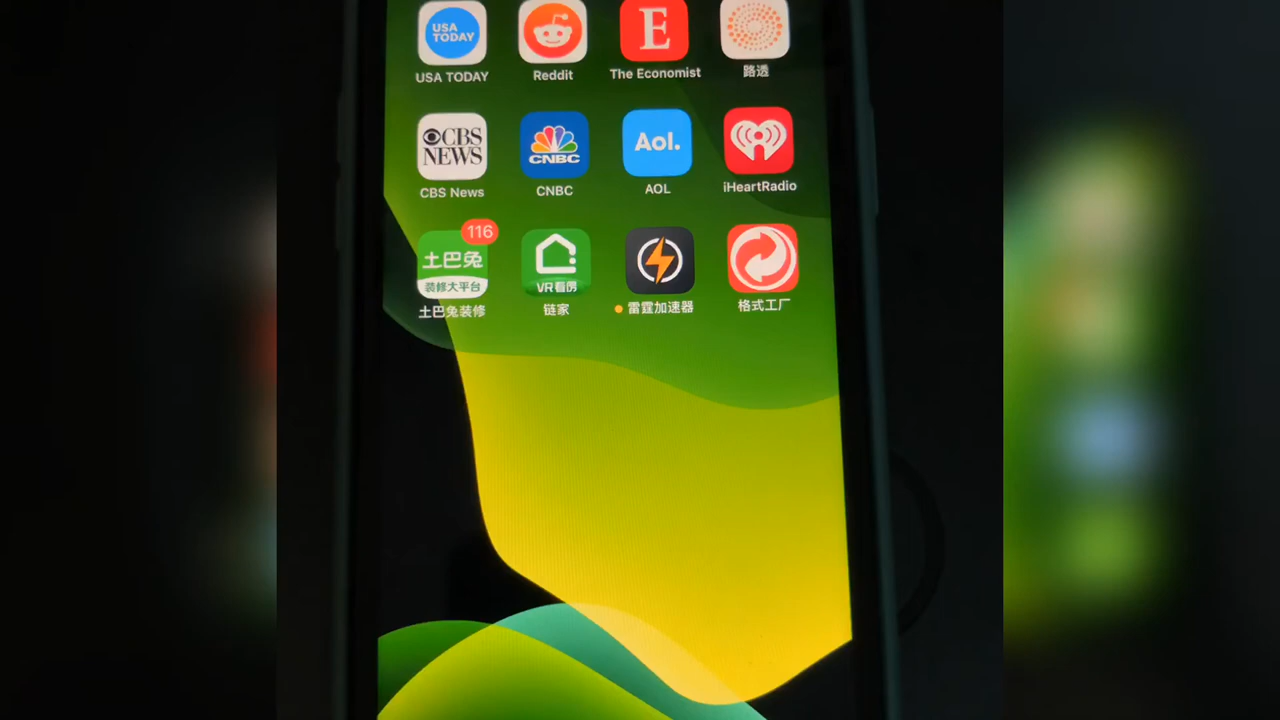 USA
TODAY
E
USA TODAY
Reddit
The Economist
路透
CBS
NEWS
CNBC
Aol.
CBS News
CNBC
AOL
iHeartRadio
116
土巴兔
装修大平台
VR看房
土巴兔装修
链家
雷霆加速器
格式工厂